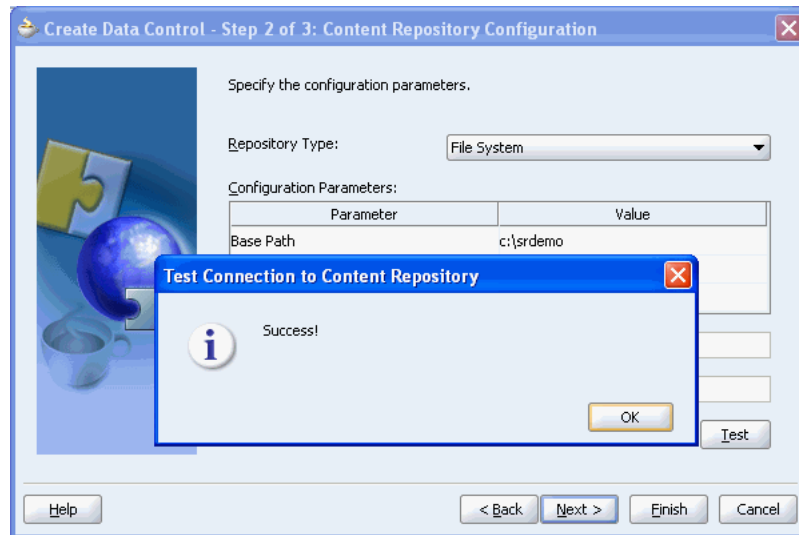 Create Data Control - Step 2 of 3: Content Repository Configuration
Specify the configuration parameters.
Repository Type: File System
Configuration Parameters:
Parameter Value
Base Path c:\srdemo
Test Connection to Content Repository
Success!
OK
Test
Help < Back Next > Finish Cancel